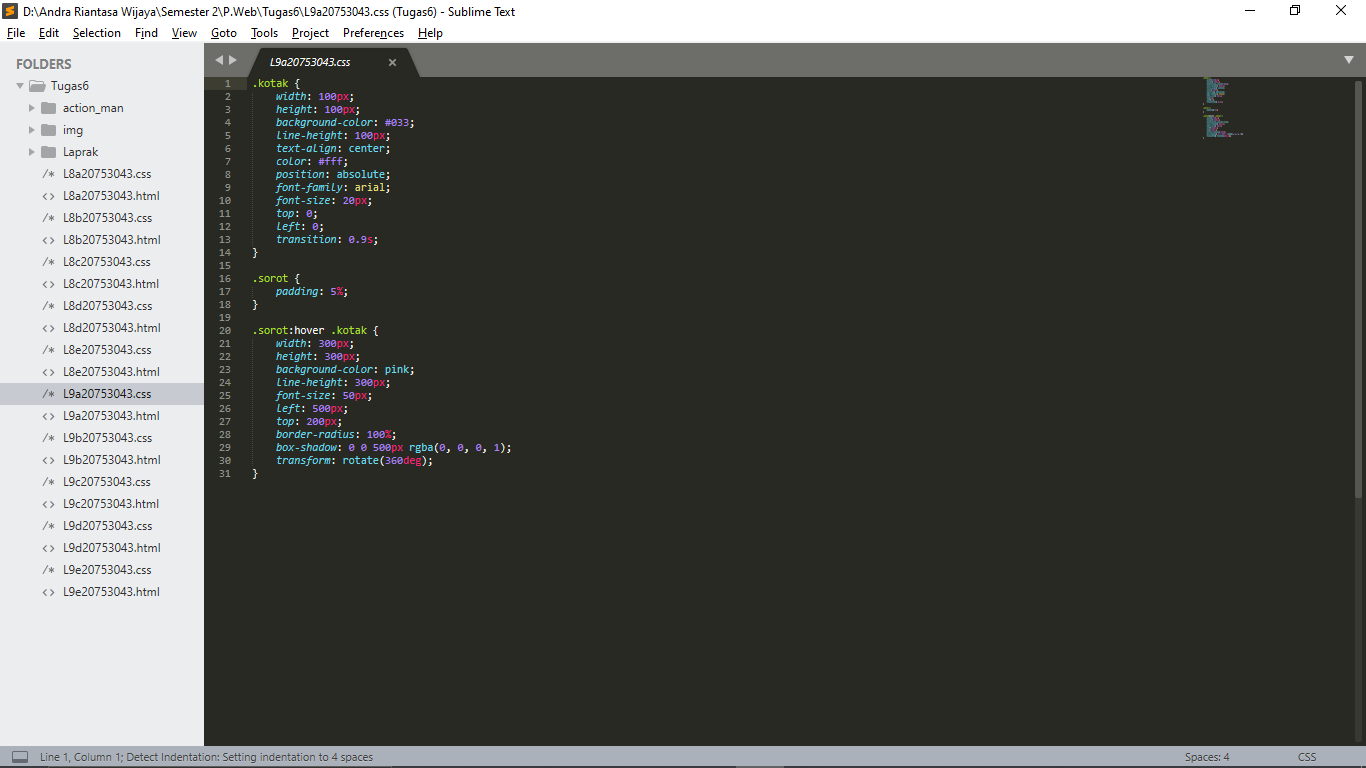 D:\Andra Riantasa Wijaya\Semester 2\P.Web\Tugas6\L9a20753043.css (Tugas6) - Sublime Text
File Edit Selection Find View Goto Tools Project Preferences Help
FOLDERS
Tugas6
action_man
img
Laprak
/* L8a20753043.css
<> L8a20753043.html
/* L8b20753043.css
<> L8b20753043.html
/* L8c20753043.css
<> L8c20753043.html
/* L8d20753043.css
<> L8d20753043.html
/* L8e20753043.css
<> L8e20753043.html
/* L9a20753043.css
<> L9a20753043.html
/* L9b20753043.css
<> L9b20753043.html
/* L9c20753043.css
<> L9c20753043.html
/* L9d20753043.css
<> L9d20753043.html
/* L9e20753043.css
<> L9e20753043.html
L9a20753043.css ×
1 .kotak {
2     width: 100px;
3     height: 100px;
4     background-color: #033;
5     line-height: 100px;
6     text-align: center;
7     color: #fff;
8     position: absolute;
9     font-family: arial;
10     font-size: 20px;
11     top: 0;
12     left: 0;
13     transition: 0.9s;
14 }
15
16 .sorot {
17     padding: 5%;
18 }
19
20 .sorot:hover .kotak {
21     width: 300px;
22     height: 300px;
23     background-color: pink;
24     line-height: 300px;
25     font-size: 50px;
26     left: 500px;
27     top: 200px;
28     border-radius: 100%;
29     box-shadow: 0 0 500px rgba(0, 0, 0, 1);
30     transform: rotate(360deg);
31 }
Line 1, Column 1; Detect Indentation: Setting indentation to 4 spaces
Spaces: 4
CSS